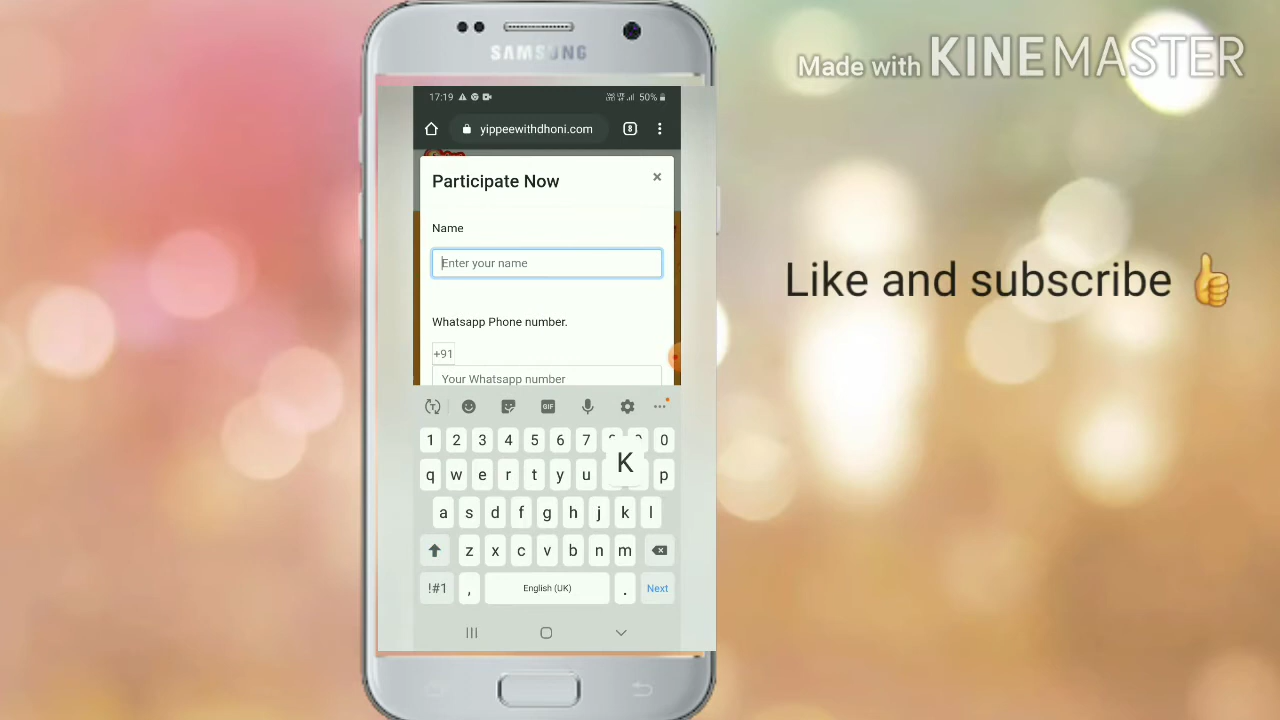 Made with KINEMASTER
SAMSUNG
17:19 50%
yippeewithdhoni.com 8
Participate Now ×
Name
Enter your name
Whatsapp Phone number.
+91
Your Whatsapp number
Like and subscribe 👍
GIF
1 2 3 4 5 6 7 0
K
q w e r t y u p
a s d f g h j k l
z x c v b n m
!#1 , English (UK) . Next